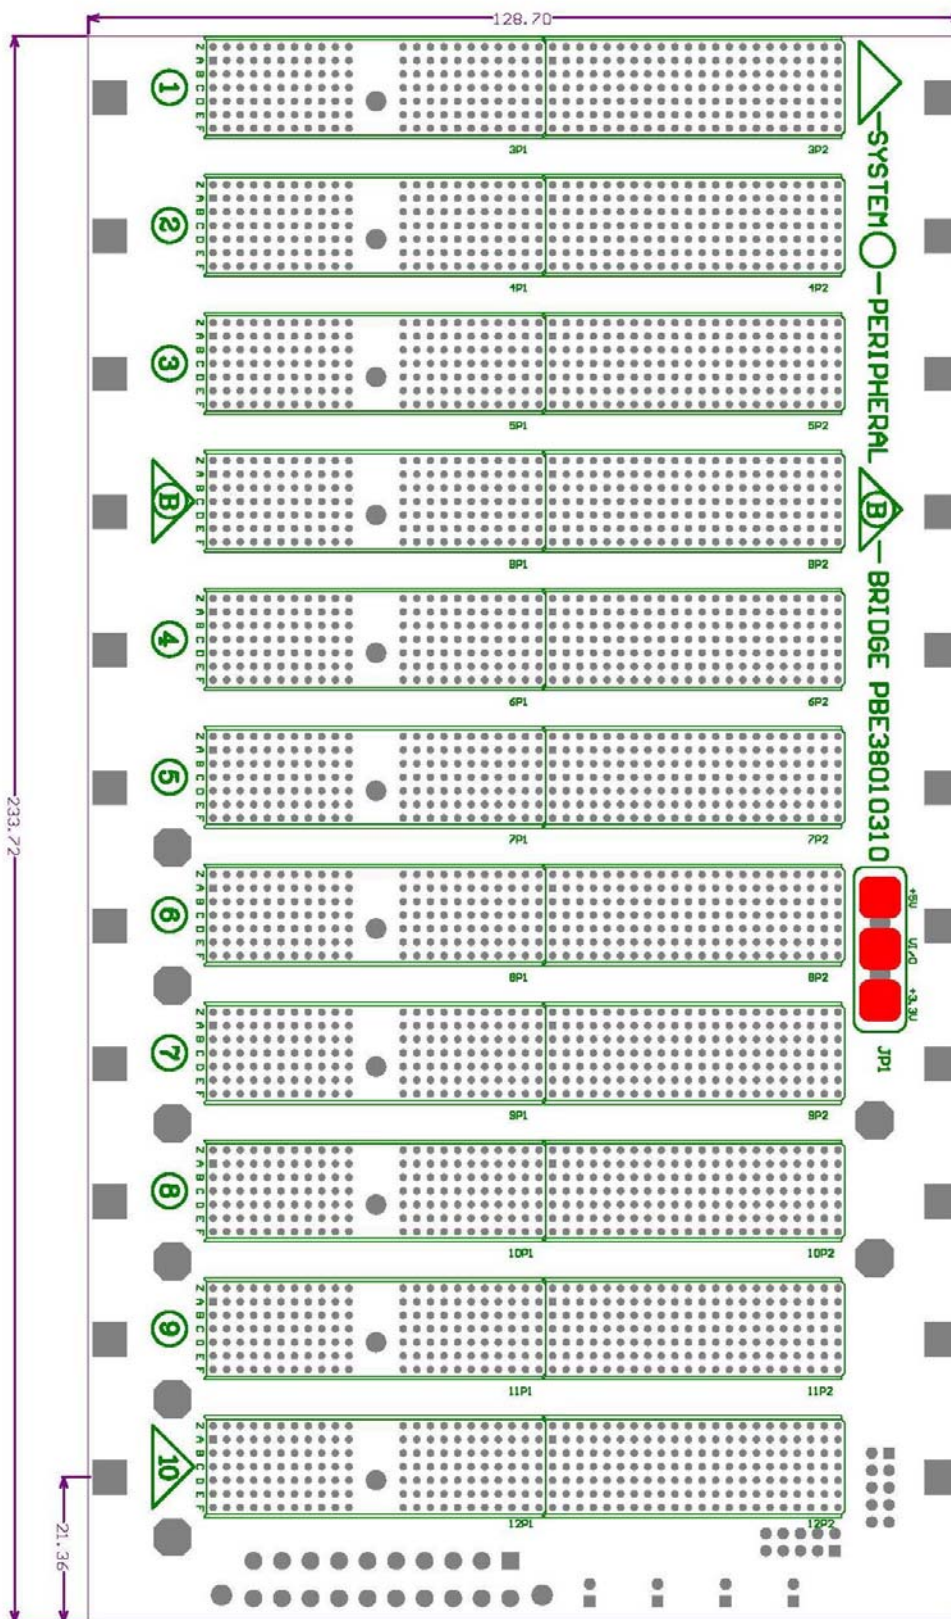 128.70
233.72
21.36
1
Z A B C D E F
3P1
3P2
2
Z A B C D E F
4P1
4P2
3
Z A B C D E F
5P1
5P2
B
Z A B C D E F
BP1
BP2
4
Z A B C D E F
6P1
6P2
5
Z A B C D E F
7P1
7P2
6
Z A B C D E F
8P1
8P2
7
Z A B C D E F
9P1
9P2
8
Z A B C D E F
10P1
10P2
9
Z A B C D E F
11P1
11P2
10
Z A B C D E F
12P1
12P2
—SYSTEM —PERIPHERAL B — BRIDGE PBE38010310
+5V
VI/O
+3.3V
JP1